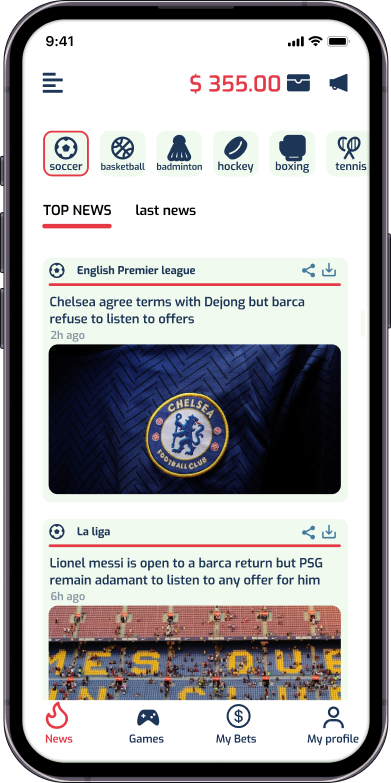 9:41
$ 355.00
soccer basketball badminton hockey boxing tennis
TOP NEWS last news
English Premier league
Chelsea agree terms with Dejong but barca
refuse to listen to offers
2h ago
CHELSEA
FOOTBALL CLUB
La liga
Lionel messi is open to a barca return but PSG
remain adamant to listen to any offer for him
6h ago
MÉS QUE
N CLU
$
News Games My Bets My profile